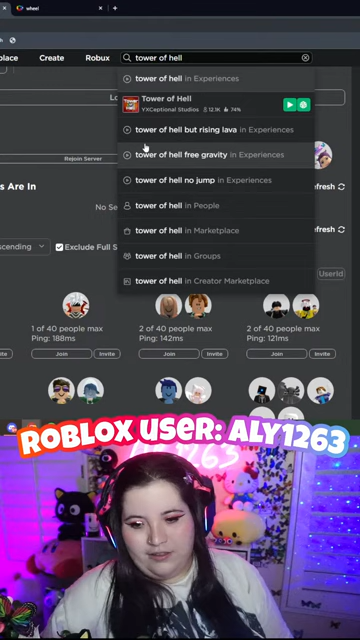 wheel
place Create Robux tower of hell
tower of hell in Experiences
Tower of Hell
YXCeptional Studios 12.1K 74%
tower of hell but rising lava in Experiences
tower of hell free gravity in Experiences
Rejoin Server
tower of hell no jump in Experiences
s Are In efresh
No Se
tower of hell in People
tower of hell in Marketplace
scending Exclude Full S efresh
tower of hell in Groups
UserId
tower of hell in Creator Marketplace
1 of 40 people max 2 of 40 people max 2 of 40 people max
Ping: 188ms Ping: 142ms Ping: 121ms
ite Join Invite Join Invite Join
ROBLOX USER: ALY1263
1263